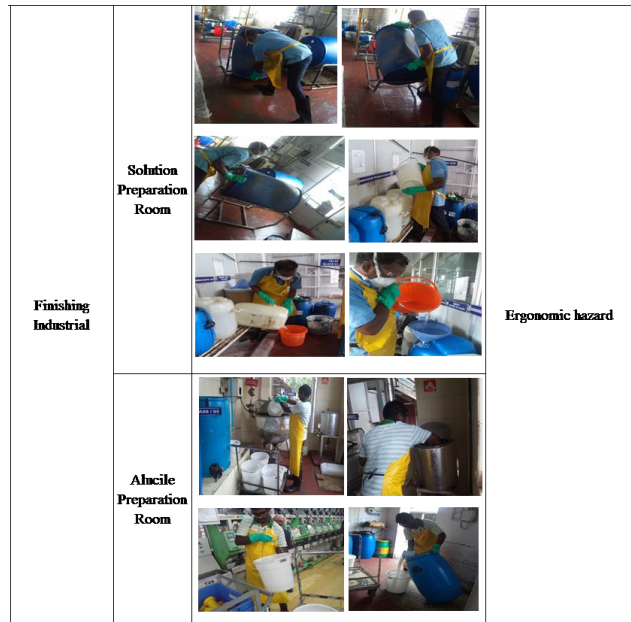 Solution
Preparation
Room
Finishing
Industrial
Ergonomic hazard
Alucile
Preparation
Room